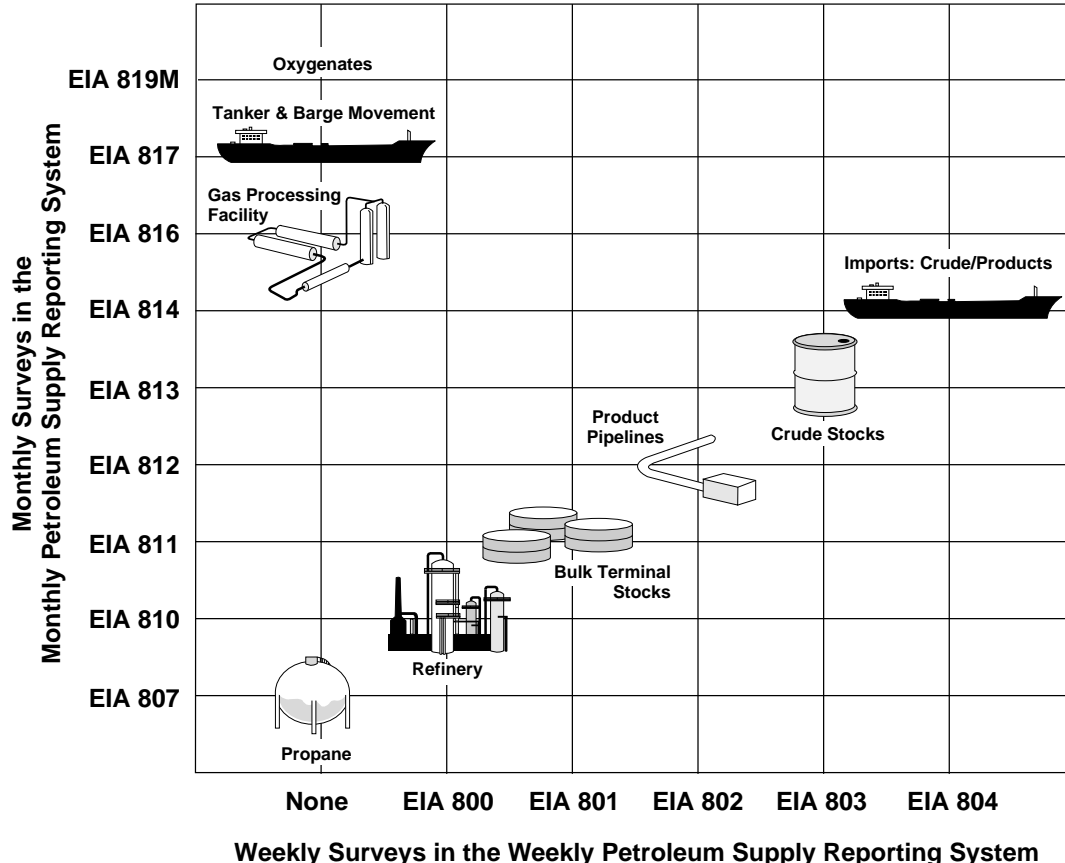 Oxygenates
EIA 819M
Tanker & Barge Movement
EIA 817
Gas Processing
Facility
EIA 816
Imports: Crude/Products
EIA 814
EIA 813
Crude Stocks
Product
Pipelines
EIA 812
EIA 811
Bulk Terminal
Stocks
EIA 810
Refinery
EIA 807
Propane
Monthly Surveys in the
Monthly Petroleum Supply Reporting System
None
EIA 800
EIA 801
EIA 802
EIA 803
EIA 804
Weekly Surveys in the Weekly Petroleum Supply Reporting System